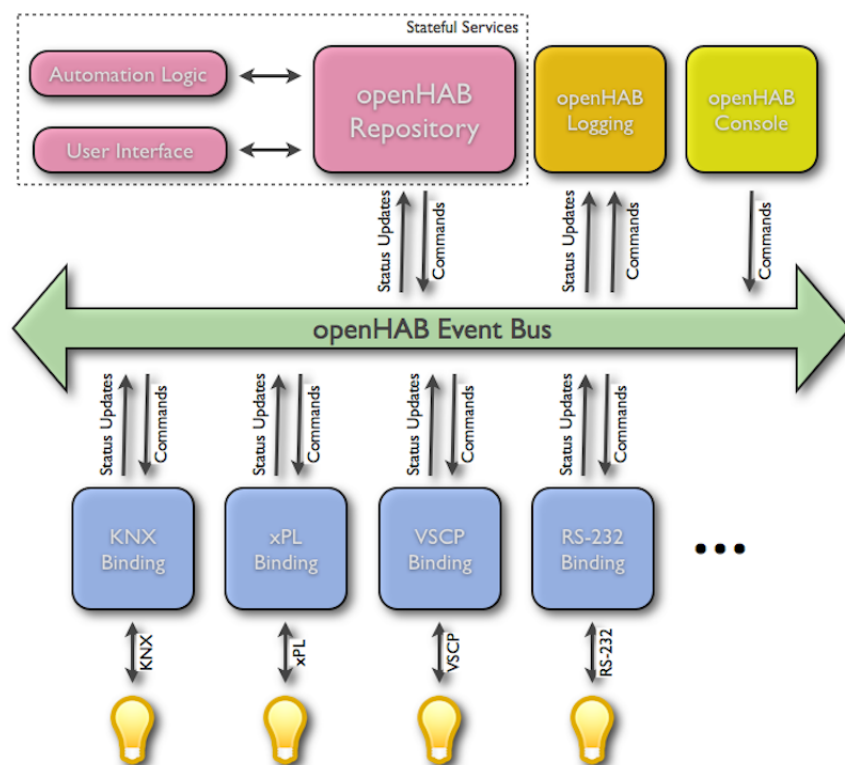 Stateful Services
Automation Logic
User Interface
openHAB
Repository
openHAB
Logging
openHAB
Console
Status Updates
Commands
Status Updates
Commands
Commands
openHAB Event Bus
Status Updates
Commands
Status Updates
Commands
Status Updates
Commands
Status Updates
Commands
KNX
Binding
xPL
Binding
VSCP
Binding
RS-232
Binding
...
KNX
xPL
VSCP
RS-232